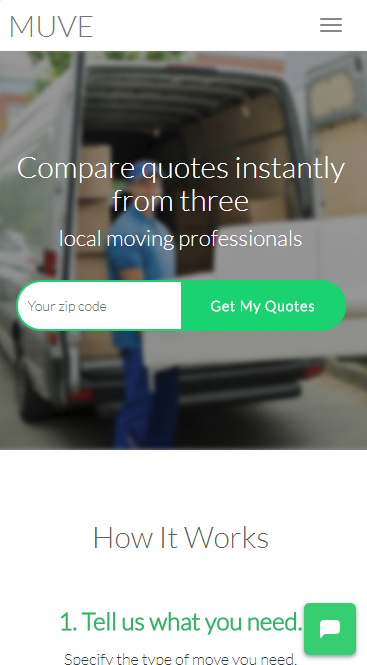 MUVE
Compare quotes instantly
from three
local moving professionals
Your zip code
Get My Quotes
How It Works
1. Tell us what you need.
Specify the type of move you need.